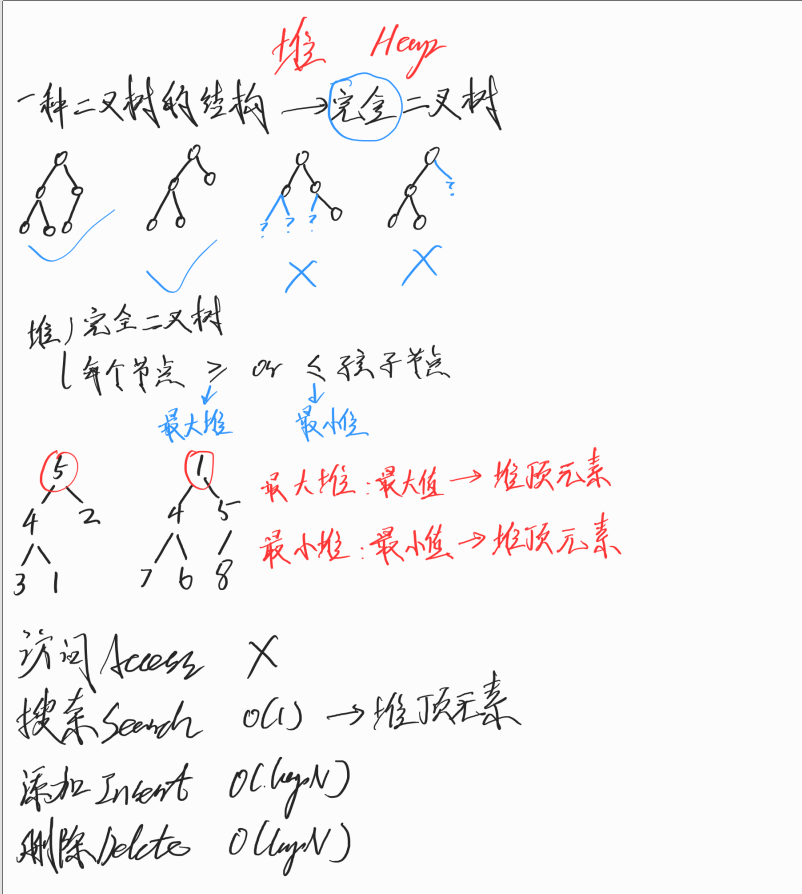 堆 Heap
一种二叉树的结构 → 完全二叉树
? ? ? ?
堆 完全二叉树
每个节点 ≥ or ≤ 孩子节点
最大堆 最小堆
5 1
4 2 4 5
3 1 7 6 8
最大堆:最大值 → 堆顶元素
最小堆:最小值 → 堆顶元素
访问 Access X
搜索 Search O(1) → 堆顶元素
添加 Insert O(logN)
删除 Delete O(logN)